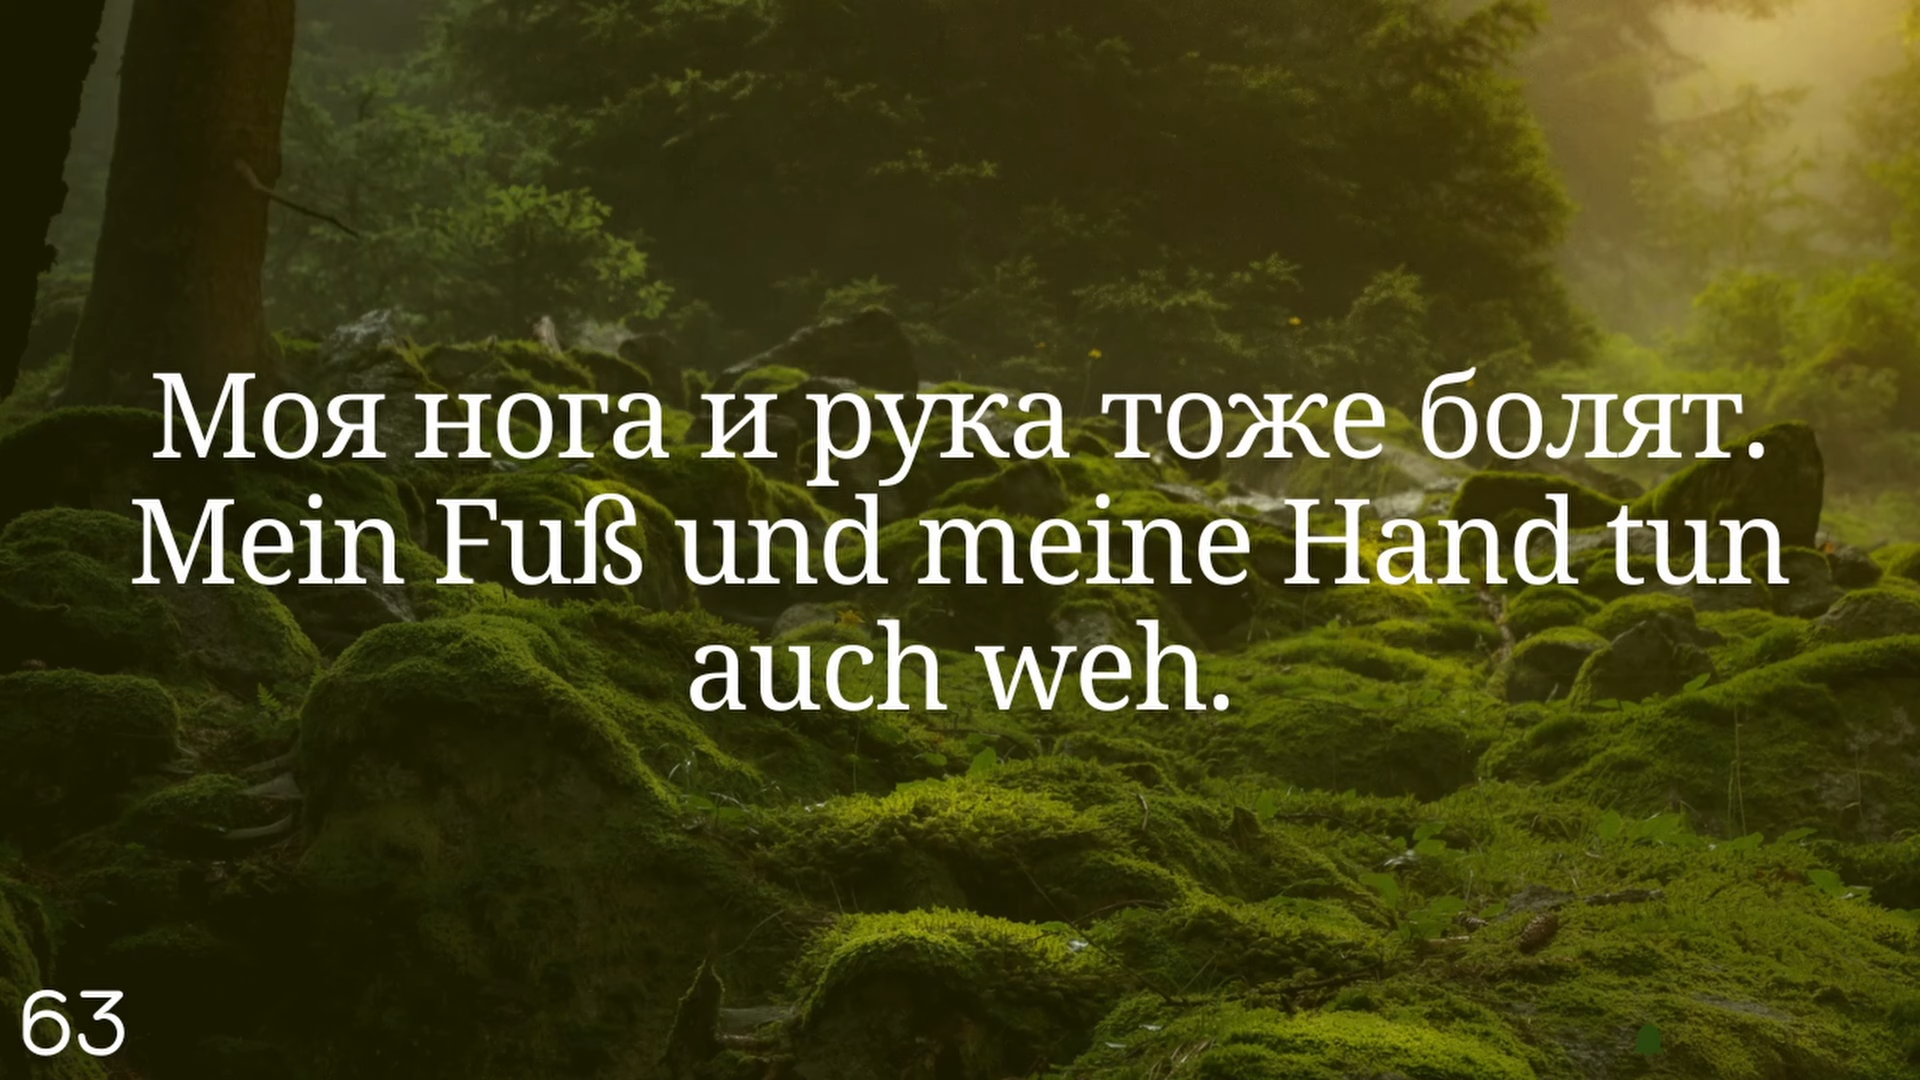 Моя нога и рука тоже болят.
Mein Fuß und meine Hand tun
auch weh.
63